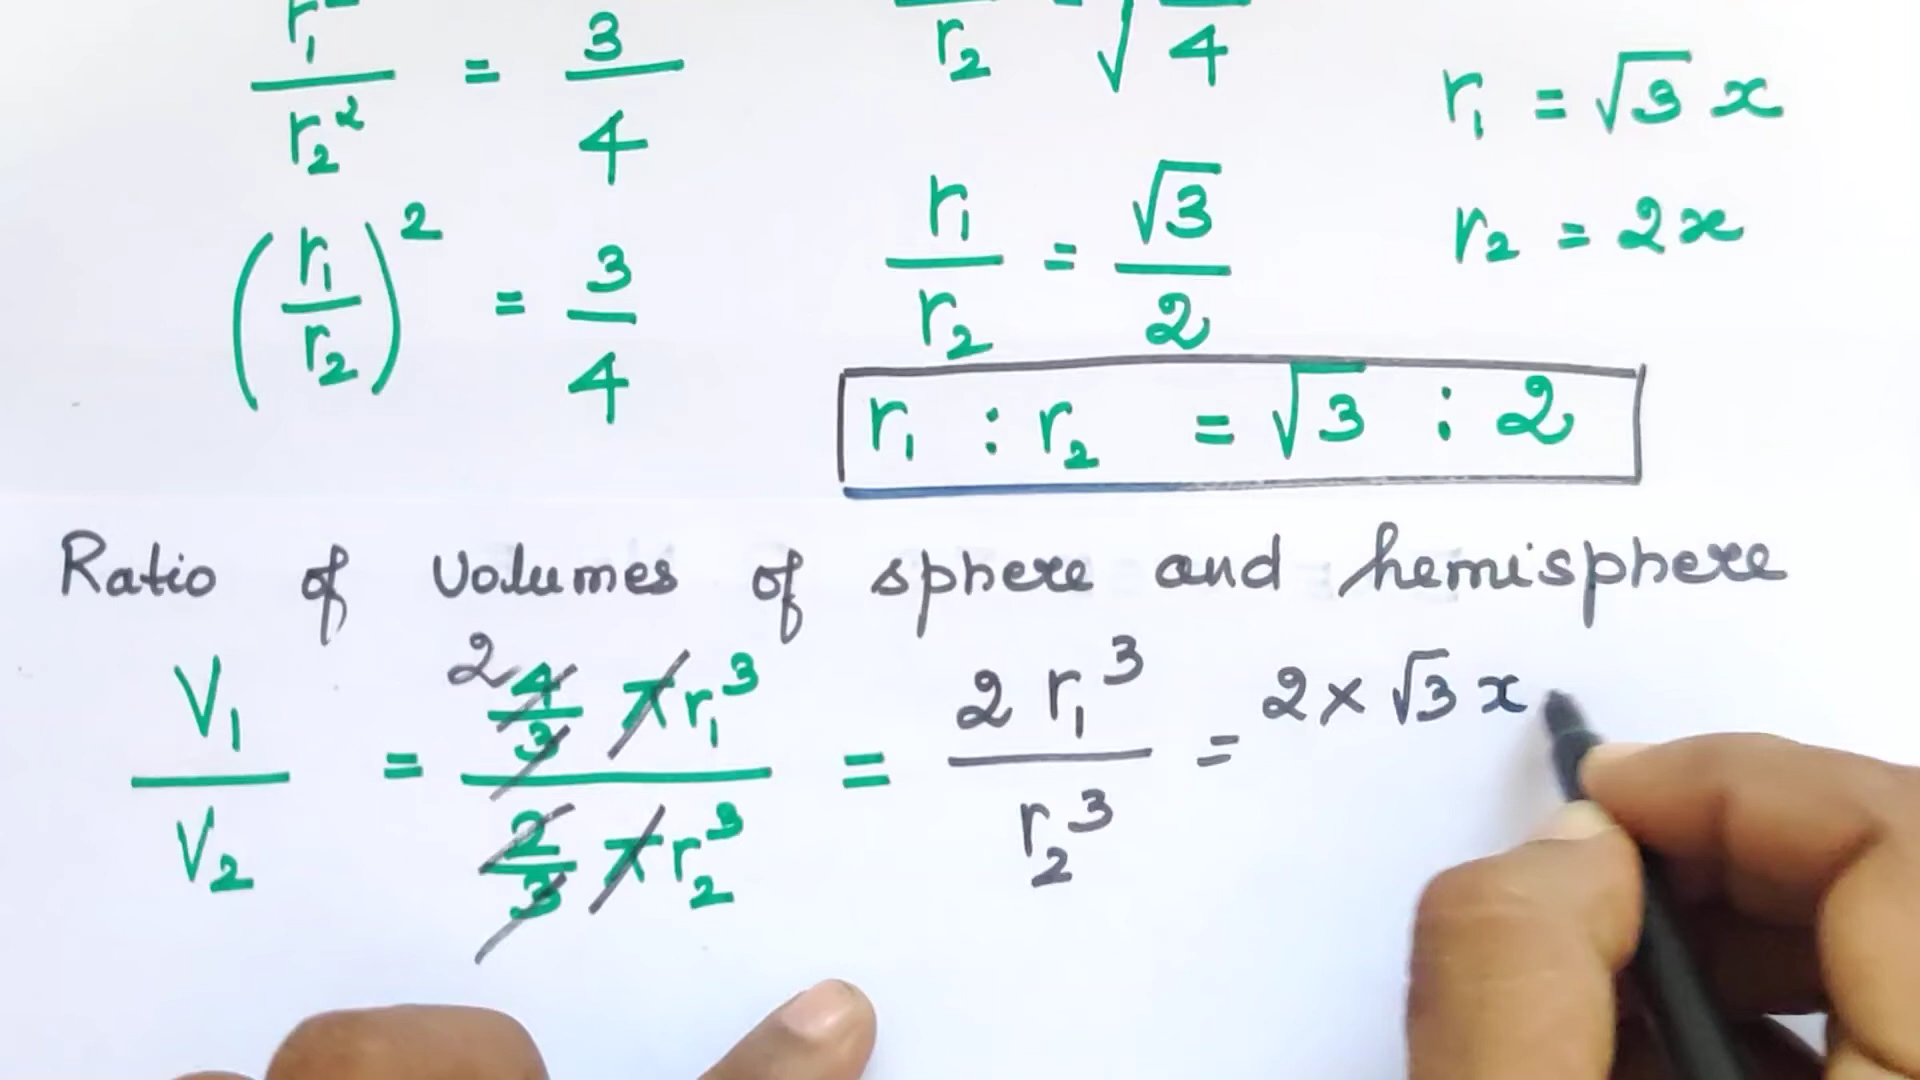 r₁² / r₂² = 3 / 4
(r₁ / r₂)² = 3 / 4
r₂ = √ 4
r₁ / r₂ = √3 / 2
r₁ : r₂ = √3 : 2
r₁ = √3 x
r₂ = 2x
Ratio of volumes of sphere and hemisphere
V₁ / V₂ = 2 4/3 π r₁³ / 2/3 π r₂³ = 2 r₁³ / r₂³ = 2 × √3 x